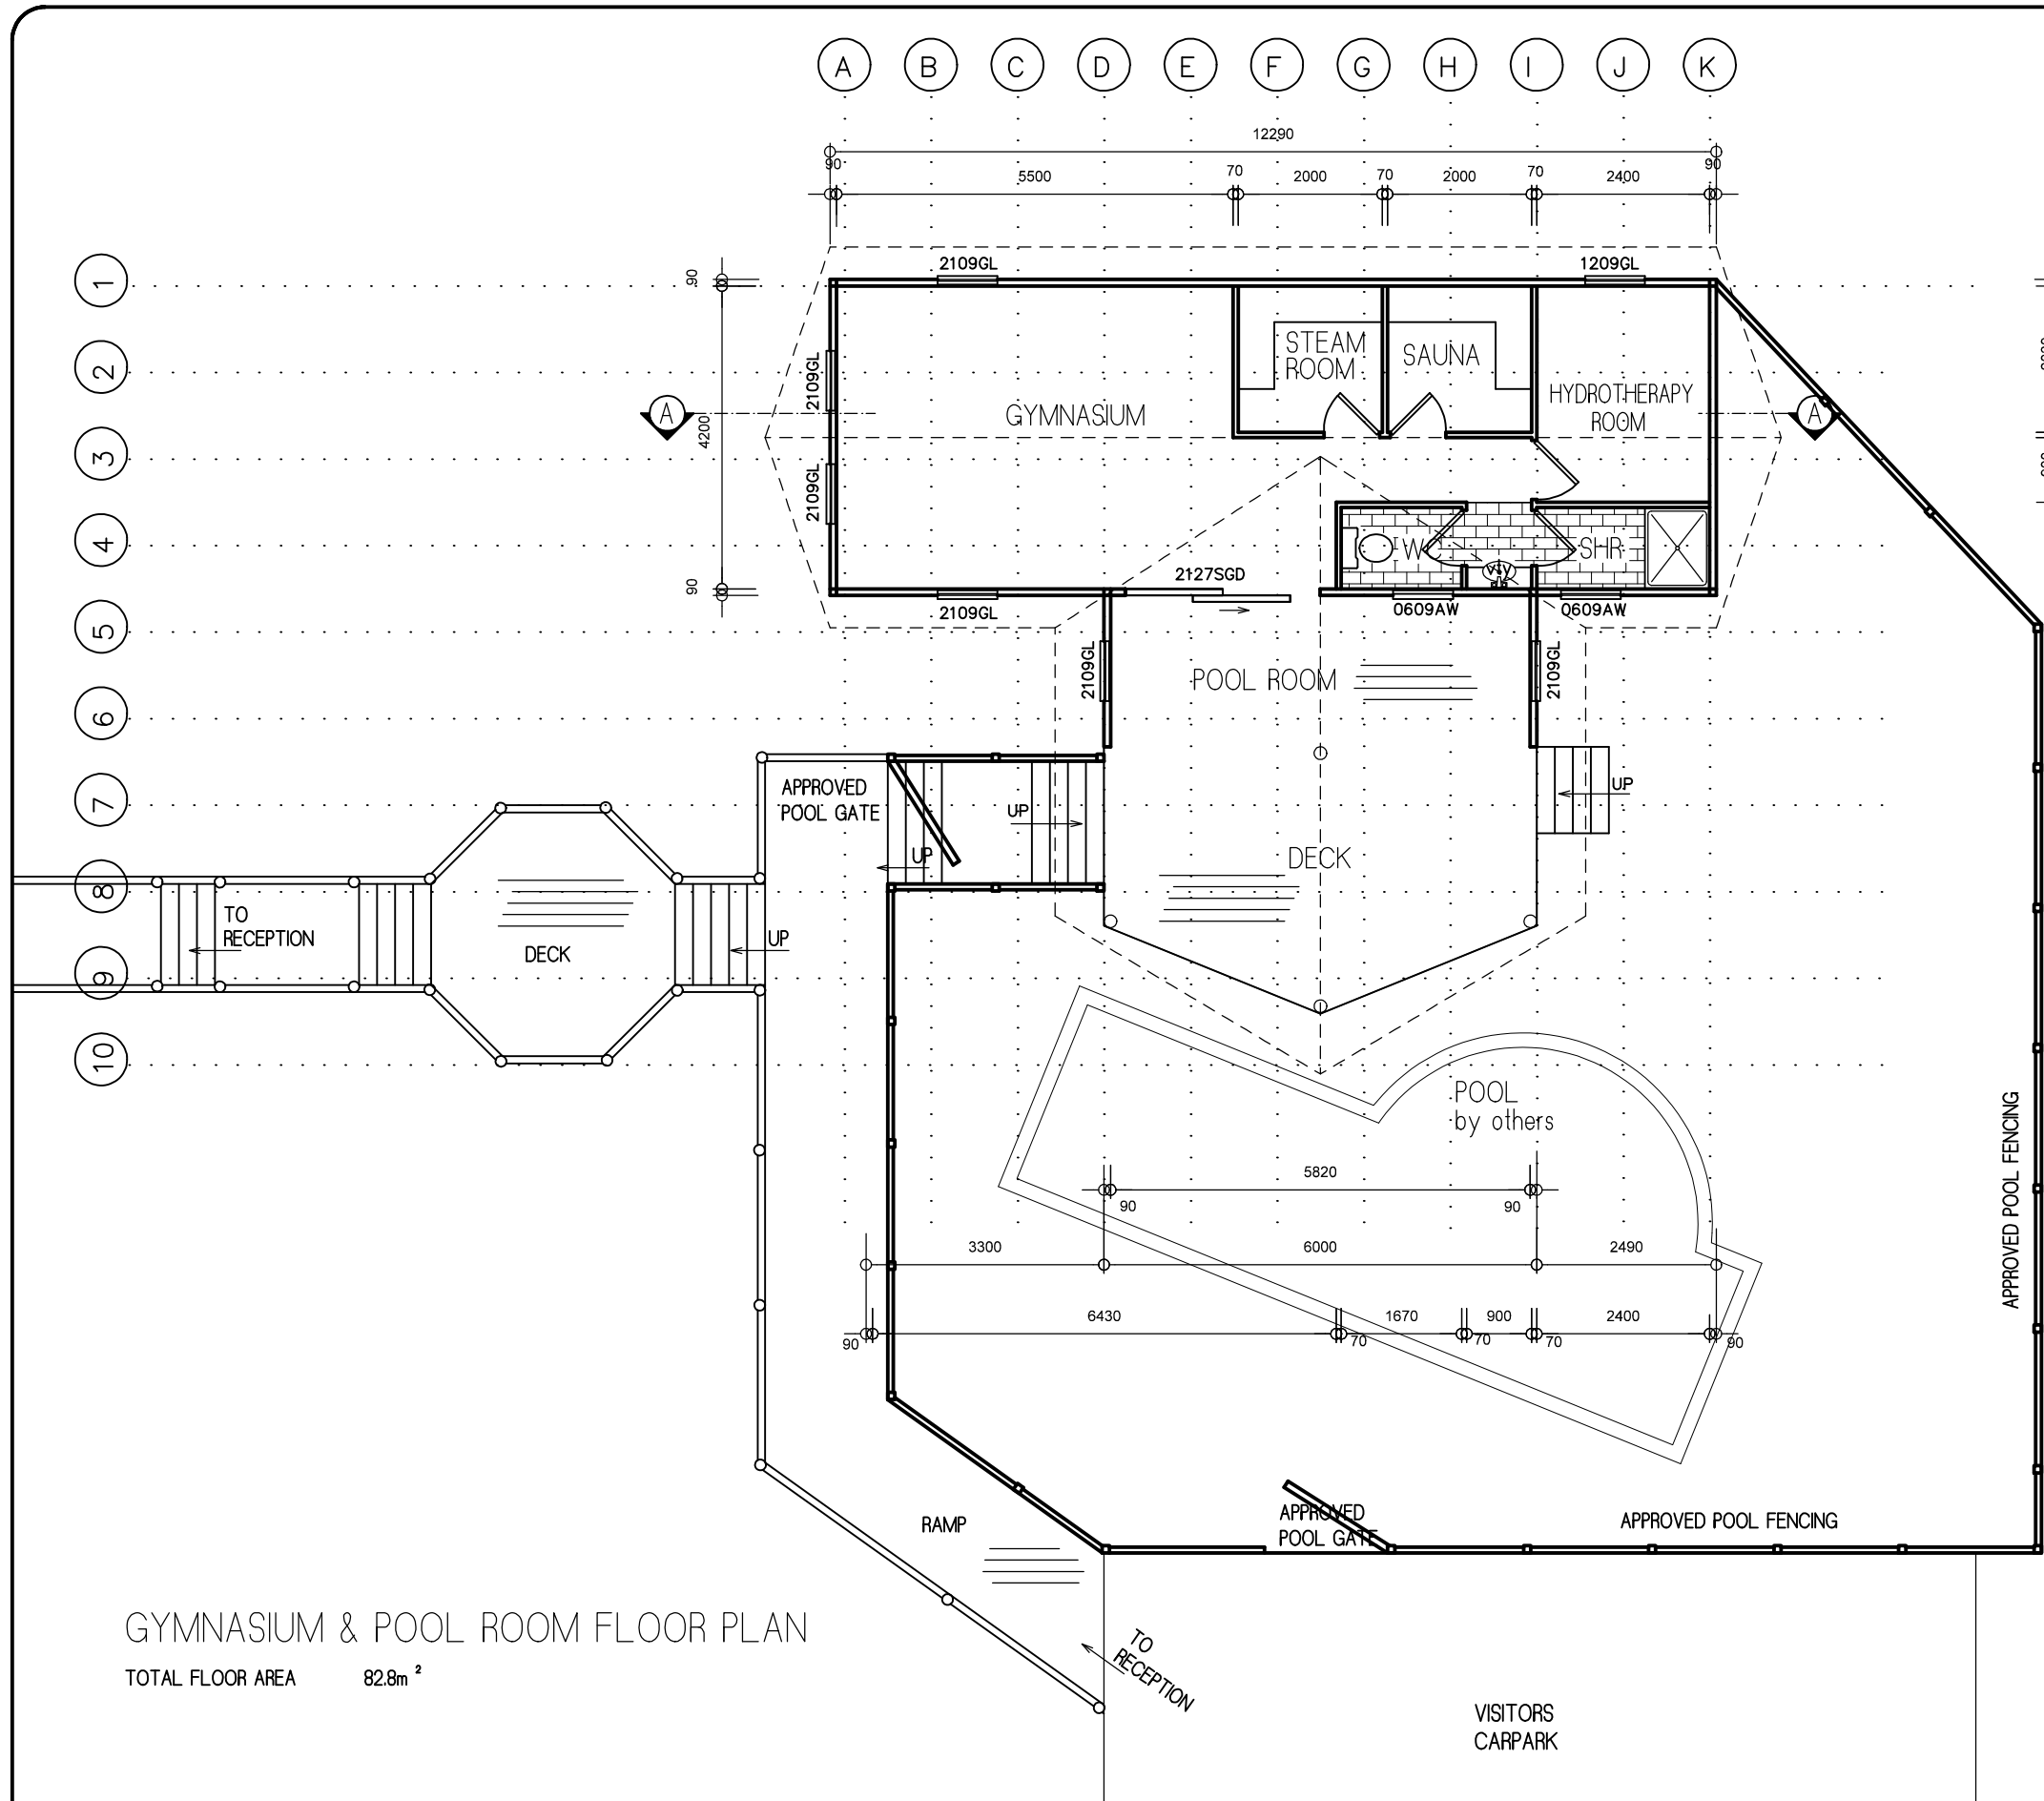 A B C D E F G H I J K
12290
90 5500 70 2000 70 2000 70 2400 90
1
2
3
4
5
6
7
8
9
10
90
4200
90
2109GL
1209GL
2109GL
2109GL
STEAM
ROOM
SAUNA
HYDROTHERAPY
ROOM
GYMNASIUM
A
A
SHR
2127SGD
2109GL
0609AW
0609AW
2109GL
2109GL
POOL ROOM
APPROVED
POOL GATE
UP
UP
UP
DECK
TO
RECEPTION
DECK
UP
POOL
by others
APPROVED POOL FENCING
5820
90 90
3300 6000 2490
6430 1670 900 2400
90 70 70 70 90
RAMP
APPROVED
POOL GATE
APPROVED POOL FENCING
GYMNASIUM & POOL ROOM FLOOR PLAN
TOTAL FLOOR AREA 82.8m²
TO
RECEPTION
VISITORS
CARPARK